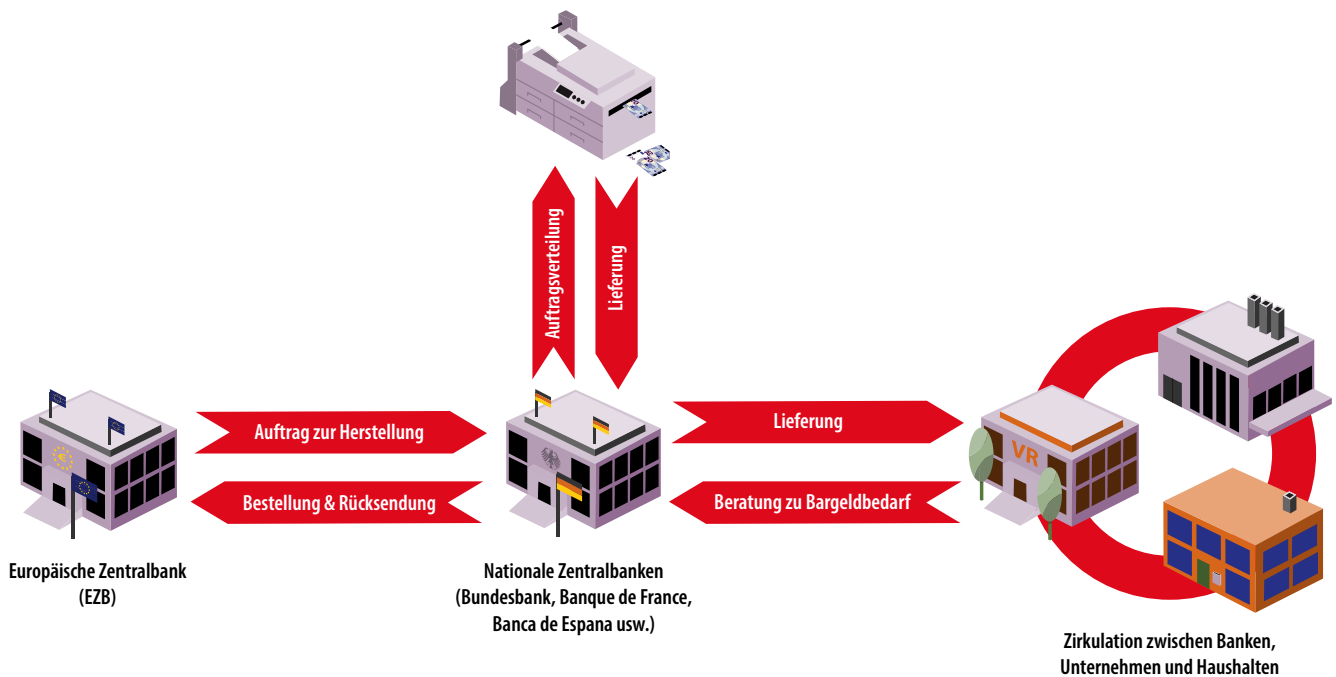 Auftragsverteilung
Lieferung
Auftrag zur Herstellung
Bestellung & Rücksendung
Lieferung
Beratung zu Bargeldbedarf
VR
€
Europäische Zentralbank
(EZB)
Nationale Zentralbanken
(Bundesbank, Banque de France,
Banca de Espana usw.)
Zirkulation zwischen Banken,
Unternehmen und Haushalten